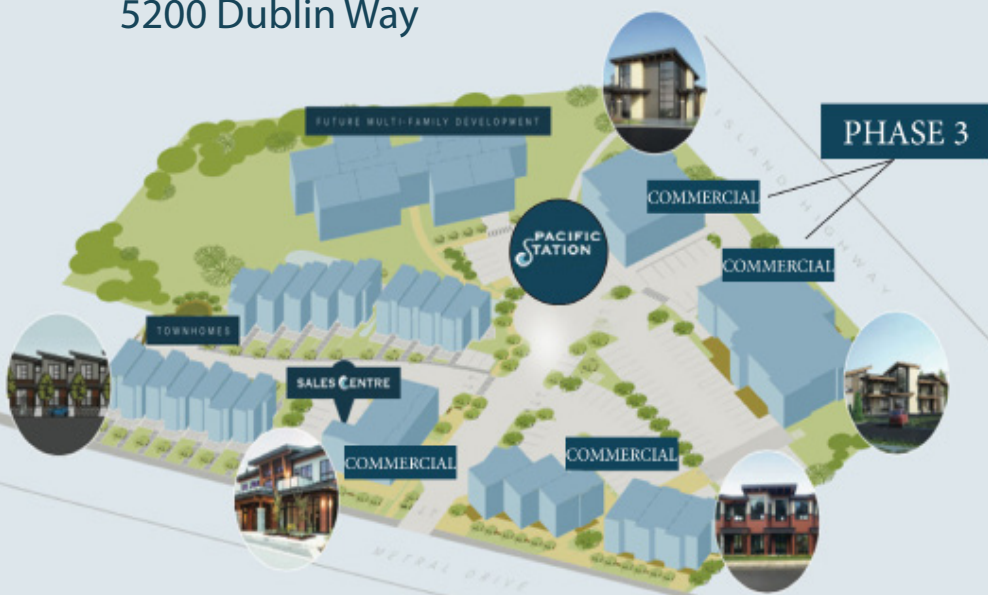 5200 Dublin Way
FUTURE MULTI-FAMILY DEVELOPMENT
ISLAND HIGHWAY
PHASE 3
COMMERCIAL
PACIFIC
STATION
COMMERCIAL
TOWNHOMES
SALES CENTRE
COMMERCIAL
COMMERCIAL
METRAL DRIVE